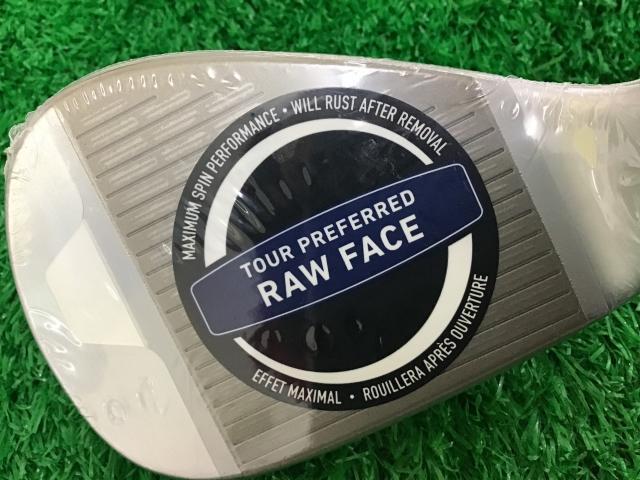 MAXIMUM SPIN PERFORMANCE • WILL RUST AFTER REMOVAL
TOUR PREFERRED
RAW FACE
EFFET MAXIMAL • ROUILLERA APRÈS OUVERTURE